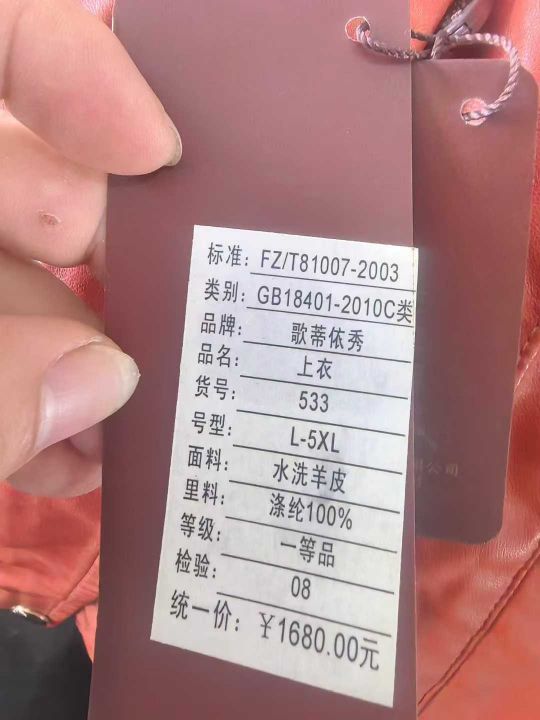 标准: FZ/T81007-2003
类别: GB18401-2010C类
品牌: 歌蒂依秀
品名: 上衣
货号: 533
号型: L-5XL
面料: 水洗羊皮
里料: 涤纶100%
等级: 一等品
检验: 08
统一价: ¥1680.00元
公司